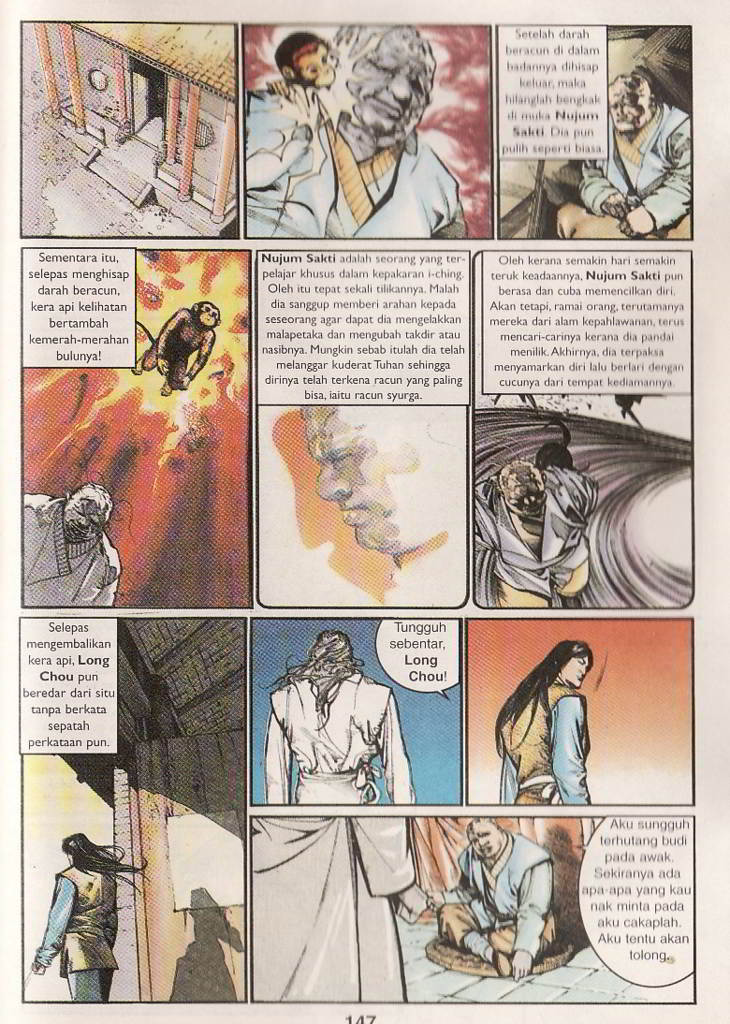 Setelah darah
beracun di dalam
badannya dihisap
keluar, maka
hilanglah bengkak
di muka Nujum
Sakti. Dia pun
pulih seperti biasa.
Sementara itu,
selepas menghisap
darah beracun,
kera api kelihatan
bertambah
kemerah-merahan
bulunya!
Nujum Sakti adalah seorang yang ter-
pelajar khusus dalam kepakaran i-ching.
Oleh itu tepat sekali tilikannya. Malah
dia sanggup memberi arahan kepada
seseorang agar dapat dia mengelakkan
malapetaka dan mengubah takdir atau
nasibnya. Mungkin sebab itulah dia telah
melanggar kuderat Tuhan sehingga
dirinya telah terkena racun yang paling
bisa, iaitu racun syurga.
Oleh kerana semakin hari semakin
teruk keadaannya, Nujum Sakti pun
berasa dan cuba memencilkan diri.
Akan tetapi, ramai orang, terutamanya
mereka dari alam kepahlawanan, terus
mencari-carinya kerana dia pandai
menilik. Akhirnya, dia terpaksa
menyamarkan diri lalu berlari dengan
cucunya dari tempat kediamannya.
Selepas
mengembalikan
kera api, Long
Chou pun
beredar dari situ
tanpa berkata
sepatah
perkataan pun.
Tungguh
sebentar,
Long
Chou!
Aku sungguh
terhutang budi
pada awak.
Sekiranya ada
apa-apa yang kau
nak minta pada
aku cakaplah.
Aku tentu akan
tolong.
147